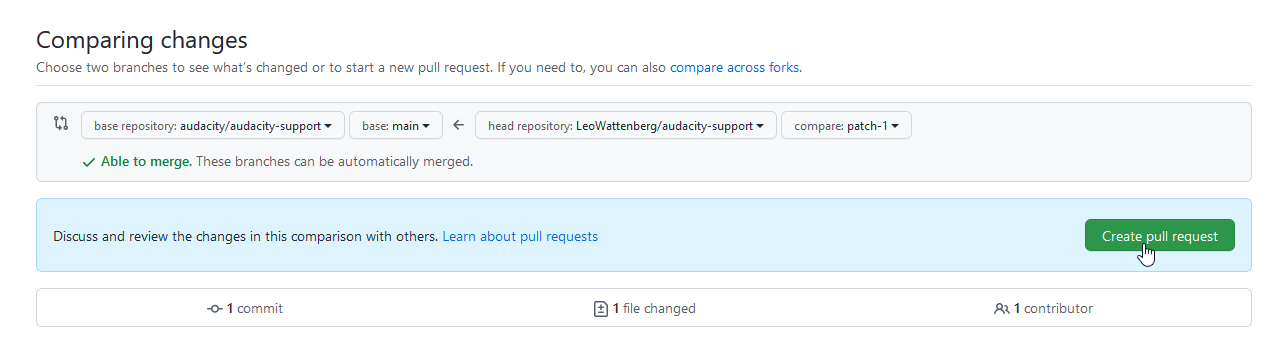 Comparing changes
Choose two branches to see what's changed or to start a new pull request. If you need to, you can also compare across forks.
base repository: audacity/audacity-support base: main head repository: LeoWattenberg/audacity-support compare: patch-1
Able to merge. These branches can be automatically merged.
Discuss and review the changes in this comparison with others. Learn about pull requests Create pull request
1 commit 1 file changed 1 contributor